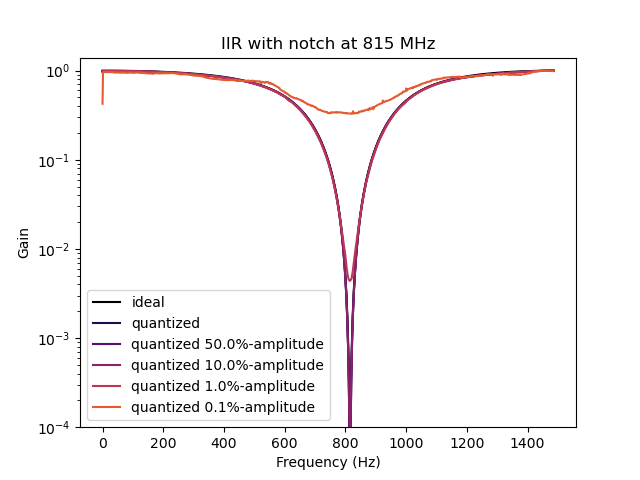 IIR with notch at 815 MHz
Gain
10^0
10^-1
10^-2
10^-3
10^-4
ideal
quantized
quantized 50.0%-amplitude
quantized 10.0%-amplitude
quantized 1.0%-amplitude
quantized 0.1%-amplitude
0 200 400 600 800 1000 1200 1400
Frequency (Hz)